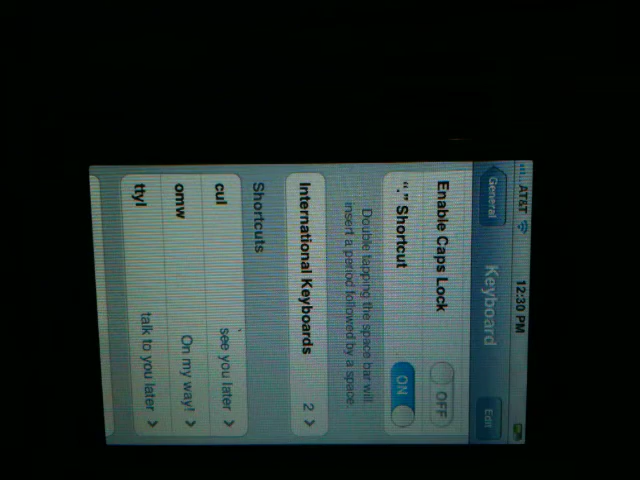 AT&T 12:30 PM
General Keyboard Edit
Enable Caps Lock OFF
“.” Shortcut ON
Double tapping the space bar will
insert a period followed by a space.
International Keyboards 2
Shortcuts
cul see you later
omw On my way!
ttyl talk to you later